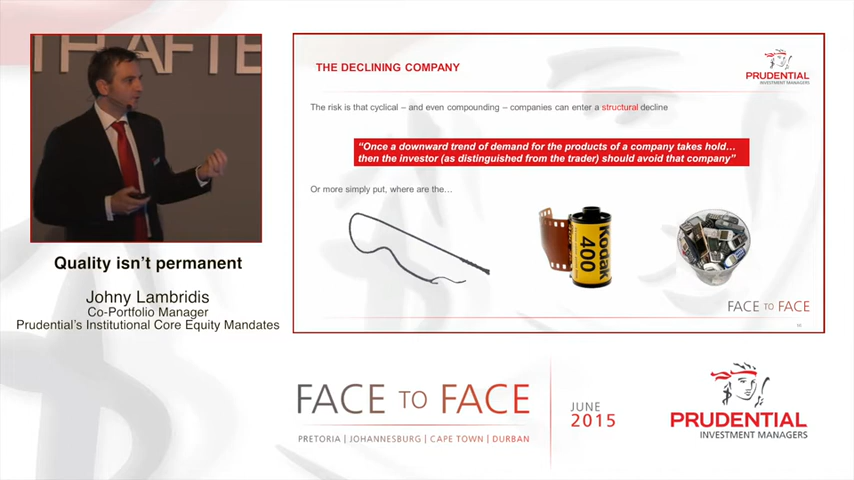 TH AFTE
Quality isn't permanent
Johny Lambridis
Co-Portfolio Manager
Prudential's Institutional Core Equity Mandates
THE DECLINING COMPANY
PRUDENTIAL
INVESTMENT MANAGERS
The risk is that cyclical – and even compounding – companies can enter a structural decline
"Once a downward trend of demand for the products of a company takes hold…
then the investor (as distinguished from the trader) should avoid that company"
Or more simply put, where are the…
Kodak
400
FACE TO FACE
FACE TO FACE
PRETORIA | JOHANNESBURG | CAPE TOWN | DURBAN
JUNE
2015
PRUDENTIAL
INVESTMENT MANAGERS